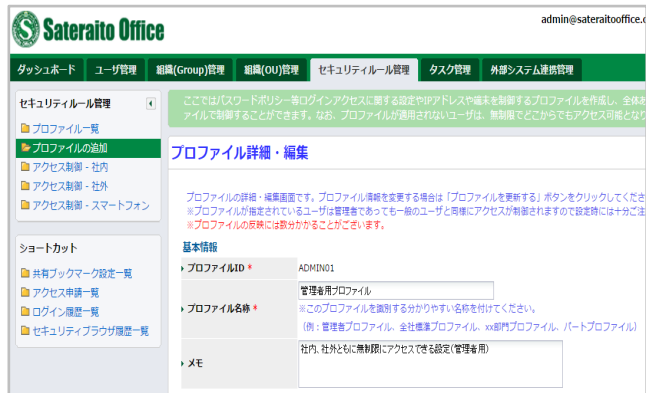 Sateraito Office
admin@sateraitooffice.
ダッシュボード ユーザ管理 組織(Group)管理 組織(OU)管理 セキュリティルール管理 タスク管理 外部システム連携管理
セキュリティルール管理
プロファイル一覧
プロファイルの追加
アクセス制御 - 社内
アクセス制御 - 社外
アクセス制御 - スマートフォン
ショートカット
共有ブックマーク設定一覧
アクセス申請一覧
ログイン履歴一覧
セキュリティブラウザ履歴一覧
ここではパスワードポリシー等ログインアクセスに関する設定やIPアドレスや端末を制御するプロファイルを作成し、全体
ァイルで制御することができます。なお、プロファイルが適用されないユーザは、無制限でどこからでもアクセス可能となり
プロファイル詳細・編集
プロファイルの詳細・編集画面です。プロファイル情報を変更する場合は「プロファイルを更新する」ボタンをクリックしてくださ
※プロファイルが指定されているユーザは管理者であっても一般のユーザと同様にアクセスが制御されますので設定時には十分ご注
※プロファイルの反映には数分かかることがございます。
基本情報
プロファイルID * ADMIN01
管理者用プロファイル
プロファイル名称 * ※このプロファイルを識別する分かりやすい名称を付けてください。
(例：管理者プロファイル、全社標準プロファイル、xx部門プロファイル、パートプロファイル)
メモ
社内、社外ともに無制限にアクセスできる設定(管理者用)